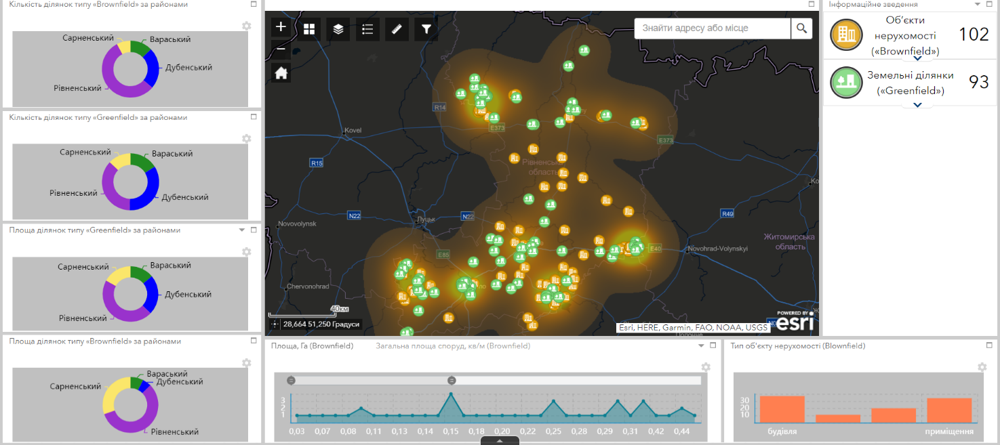 Кількість ділянок типу «Brownfield» за районами
Сарненський
Вараський
Дубенський
Рівненський
Кількість ділянок типу «Greenfield» за районами
Сарненський
Вараський
Рівненський
Дубенський
Площа ділянок типу «Greenfield» за районами
Сарненський
Вараський
Дубенський
Рівненський
Площа ділянок типу «Brownfield» за районами
Вараський
Дубенський
Сарненський
Рівненський
Знайти адресу або місце
R14
E373
Kovel
E373
R15
Рівненська
область
N22
Луцьк
N22
R49
Novovolynsk
Житомирська
область
E40
Novohrad-Volynskyi
E85
Chervonohrad
40км
28,664 51,250 Градуси
POWERED BY
esri
Esri, HERE, Garmin, FAO, NOAA, USGS
Інформаційне зведення
Об’єкти
нерухомості
(«Brownfield»)
102
Земельні ділянки
(«Greenfield»)
93
Площа, Га (Brownfield)
Загальна площа споруд, кв/м (Brownfield)
3
2
1
0,03 0,07 0,08 0,11 0,13 0,14 0,15 0,18 0,20 0,22 0,25 0,28 0,29 0,31 0,42 0,44
Тип об’єкту нерухомості (Blownfield)
30
20
10
будівля
приміщення